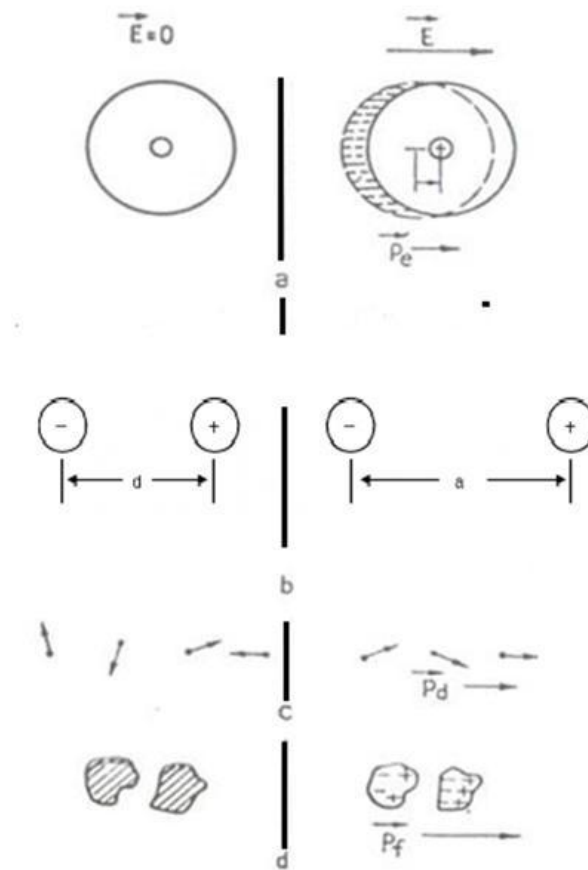 E = 0
E
+
Pe
a
- + - +
d a
b
Pd
c
- + - +
- + - +
- +
Pf
d